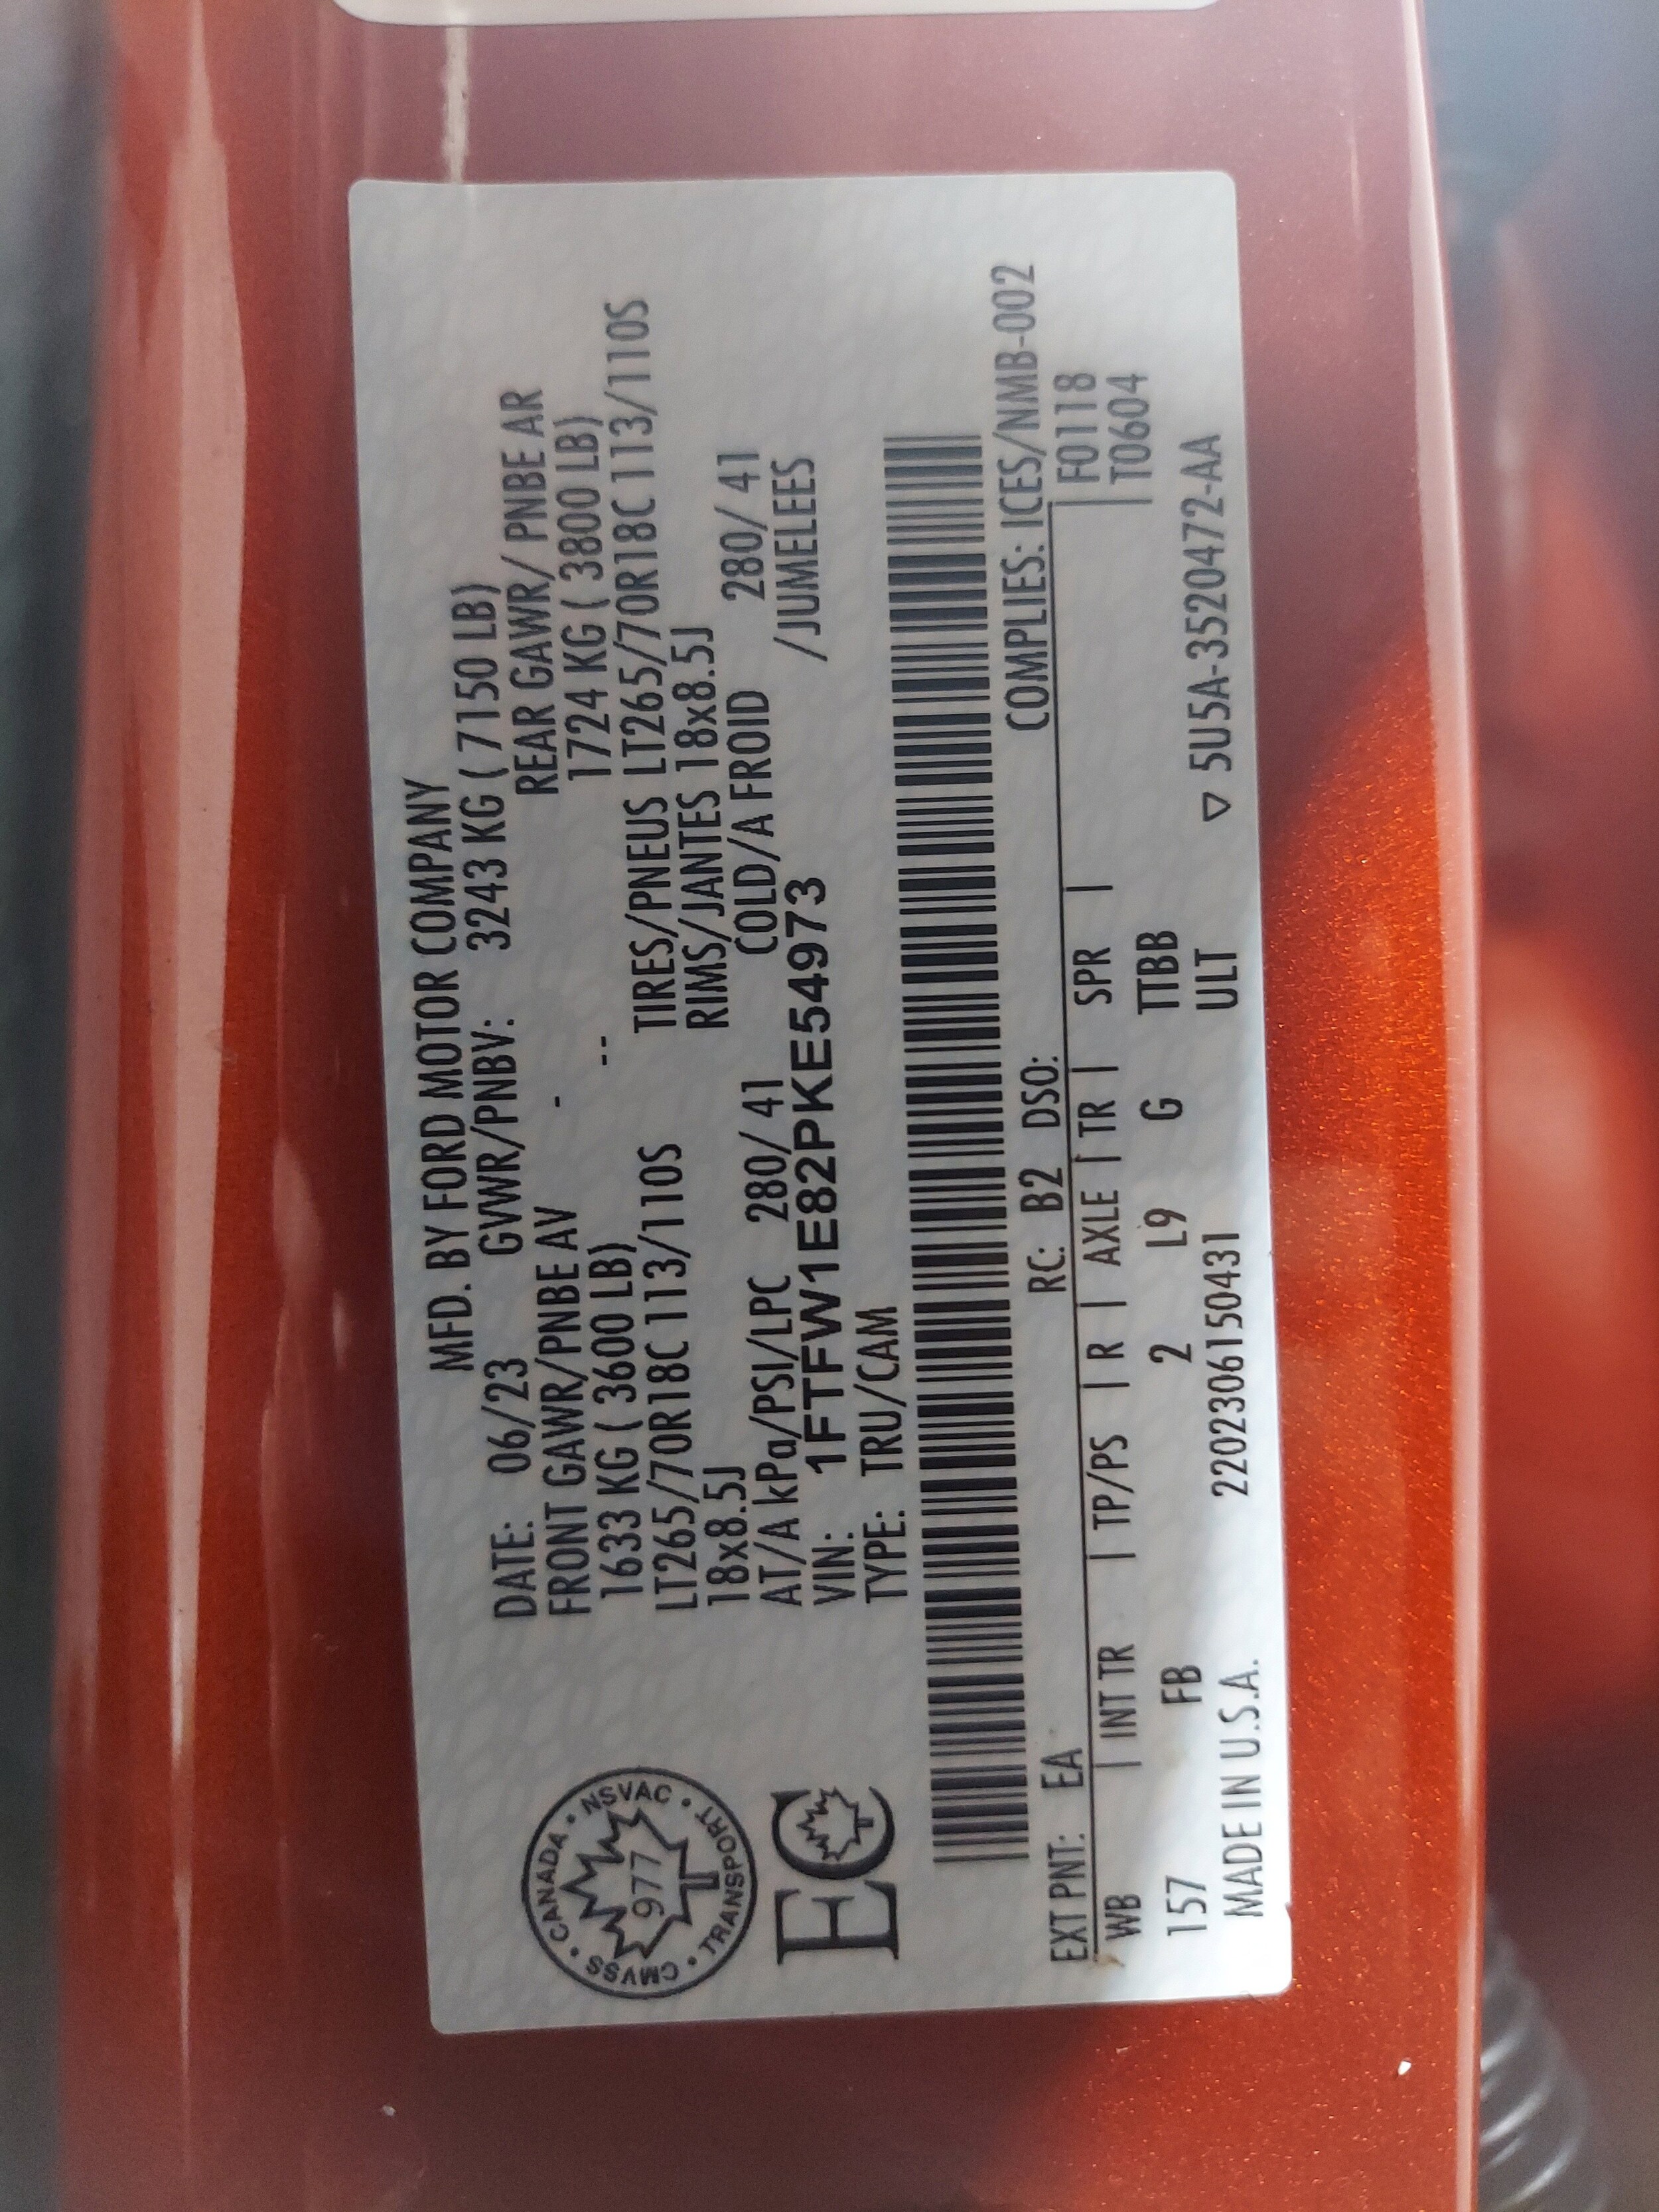 MFD. BY FORD MOTOR COMPANY
DATE: 06/23 GVWR/PNBV: 3243 KG ( 7150 LB)
FRONT GAWR/PNBE AV - REAR GAWR/ PNBE AR
1633 KG ( 3600 LB) -- 1724 KG ( 3800 LB)
LT265/70R18C 113/110S TIRES/PNEUS LT265/70R18C 113/110S
18x8.5J RIMS/JANTES 18x8.5J
AT/A kPa/PSI/LPC 280/ 41 COLD/A FROID 280/ 41
VIN: 1FTFW1E82PKE54973 /JUMELEES
TYPE: TRU/CAM
CANADA • NSVAC • TRANSPORT • CMVSS •
977
EC
COMPLIES: ICES/NMB-002
EXT PNT: EA RC: B2 DSO: F0118
WB | INT TR | TP/PS | R | AXLE | TR | SPR | T0604
157 FB 2 L9 G TTBB
MADE IN U.S.A. 220230615043​1 ULT ▽ 5U5A-3520472-AA